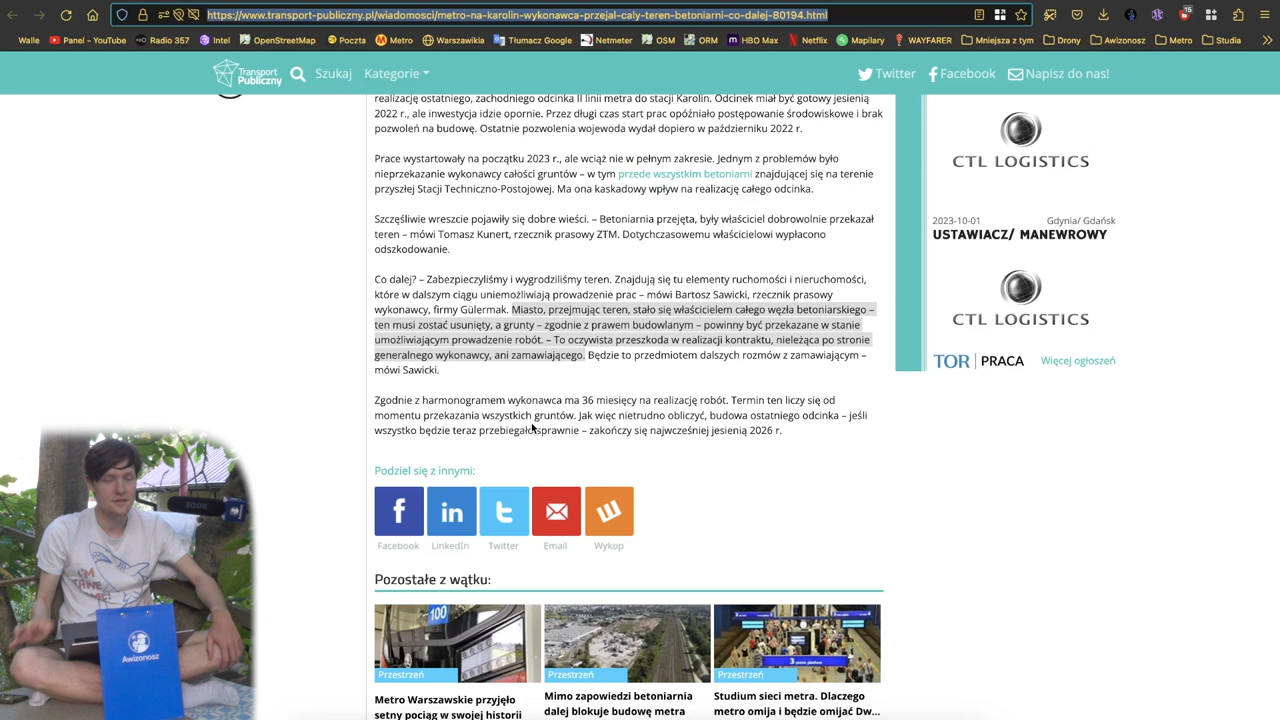 https://www.transport-publiczny.pl/wiadomosci/metro-na-karolin-wykonawca-przejal-caly-teren-betoniarni-co-dalej-80194.html
15
Walle
Panel - YouTube
Radio 357
Intel
OpenStreetMap
Poczta
Metro
Warszawikia
Tłumacz Google
Netmeter
OSM
ORM
HBO Max
Netflix
Mapilary
WAYFARER
Mniejsza z tym
Drony
Awizonosz
Metro
Studia
Transport
Publiczny
Szukaj
Kategorie
Twitter
Facebook
Napisz do nas!
realizację ostatniego, zachodniego odcinka II linii metra do stacji Karolin. Odcinek miał być gotowy jesienią
2022 r., ale inwestycja idzie opornie. Przez długi czas start prac opóźniało postępowanie środowiskowe i brak
pozwoleń na budowę. Ostatnie pozwolenia wojewoda wydał dopiero w październiku 2022 r.
Prace wystartowały na początku 2023 r., ale wciąż nie w pełnym zakresie. Jednym z problemów było
nieprzekazanie wykonawcy całości gruntów – w tym przede wszystkim betoniarni znajdującej się na terenie
przyszłej Stacji Techniczno-Postojowej. Ma ona kaskadowy wpływ na realizację całego odcinka.
Szczęśliwie wreszcie pojawiły się dobre wieści. – Betoniarnia przejęta, były właściciel dobrowolnie przekazał
teren – mówi Tomasz Kunert, rzecznik prasowy ZTM. Dotychczasowemu właścicielowi wypłacono
odszkodowanie.
Co dalej? – Zabezpieczyliśmy i wygrodziliśmy teren. Znajdują się tu elementy ruchomości i nieruchomości,
które w dalszym ciągu uniemożliwiają prowadzenie prac – mówi Bartosz Sawicki, rzecznik prasowy
wykonawcy, firmy Gülermak. Miasto, przejmując teren, stało się właścicielem całego węzła betoniarskiego –
ten musi zostać usunięty, a grunty – zgodnie z prawem budowlanym – powinny być przekazane w stanie
umożliwiającym prowadzenie robót. – To oczywista przeszkoda w realizacji kontraktu, nieleżąca po stronie
generalnego wykonawcy, ani zamawiającego. Będzie to przedmiotem dalszych rozmów z zamawiającym –
mówi Sawicki.
Zgodnie z harmonogramem wykonawca ma 36 miesięcy na realizację robót. Termin ten liczy się od
momentu przekazania wszystkich gruntów. Jak więc nietrudno obliczyć, budowa ostatniego odcinka – jeśli
wszystko będzie teraz przebiegało sprawnie – zakończy się najwcześniej jesienią 2026 r.
CTL LOGISTICS
2023-10-01
Gdynia/ Gdańsk
USTAWIACZ/ MANEWROWY
CTL LOGISTICS
TOR | PRACA
Więcej ogłoszeń
Podziel się z innymi:
Facebook
LinkedIn
Twitter
Email
Wykop
Pozostałe z wątku:
100
Przestrzeń
Przestrzeń
Przestrzeń
Metro Warszawskie przyjęło
setny pociąg w swojej historii
Mimo zapowiedzi betoniarnia
dalej blokuje budowę metra
Studium sieci metra. Dlaczego
metro omija i będzie omijać Dw...
I'M
Awizonosz